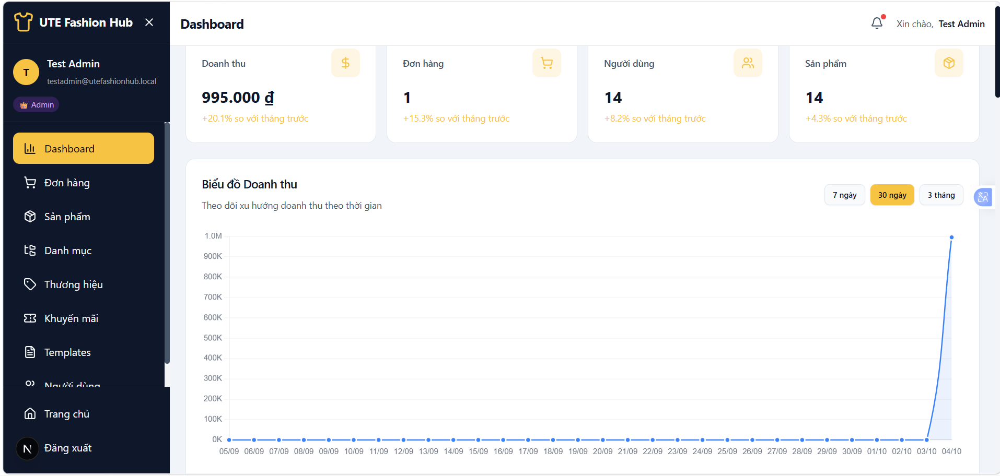 UTE Fashion Hub
T
Test Admin
testadmin@utefashionhub.local
Admin
Dashboard
Đơn hàng
Sản phẩm
Danh mục
Thương hiệu
Khuyến mãi
Templates
Người dùng
Trang chủ
N
Đăng xuất
Dashboard
Xin chào, Test Admin
Doanh thu
$
995.000 ₫
+20.1% so với tháng trước
Đơn hàng
1
+15.3% so với tháng trước
Người dùng
14
+8.2% so với tháng trước
Sản phẩm
14
+4.3% so với tháng trước
Biểu đồ Doanh thu
Theo dõi xu hướng doanh thu theo thời gian
7 ngày 30 ngày 3 tháng
1.0M
900K
800K
700K
600K
500K
400K
300K
200K
100K
0K
05/09 06/09 07/09 08/09 09/09 10/09 11/09 12/09 13/09 14/09 15/09 16/09 17/09 18/09 19/09 20/09 21/09 22/09 23/09 24/09 25/09 26/09 27/09 28/09 29/09 30/09 01/10 02/10 03/10 04/10